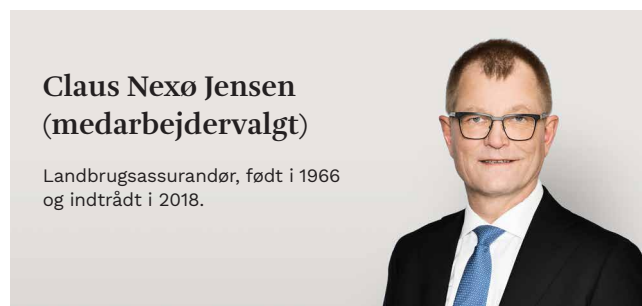 Claus Nexø Jensen
(medarbejdervalgt)
Landbrugsassurandør, født i 1966
og indtrådt i 2018.